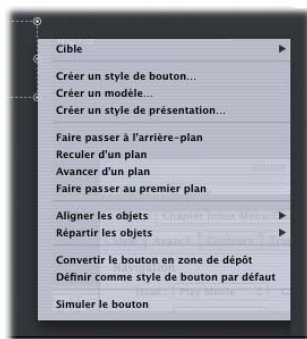 Cible
Créer un style de bouton...
Créer un modèle...
Créer un style de présentation...
Faire passer à l'arrière-plan
Reculer d'un plan
Avancer d'un plan
Faire passer au premier plan
Aligner les objets
Répartir les objets
Convertir le bouton en zone de dépôt
Définir comme style de bouton par défaut
Simuler le bouton